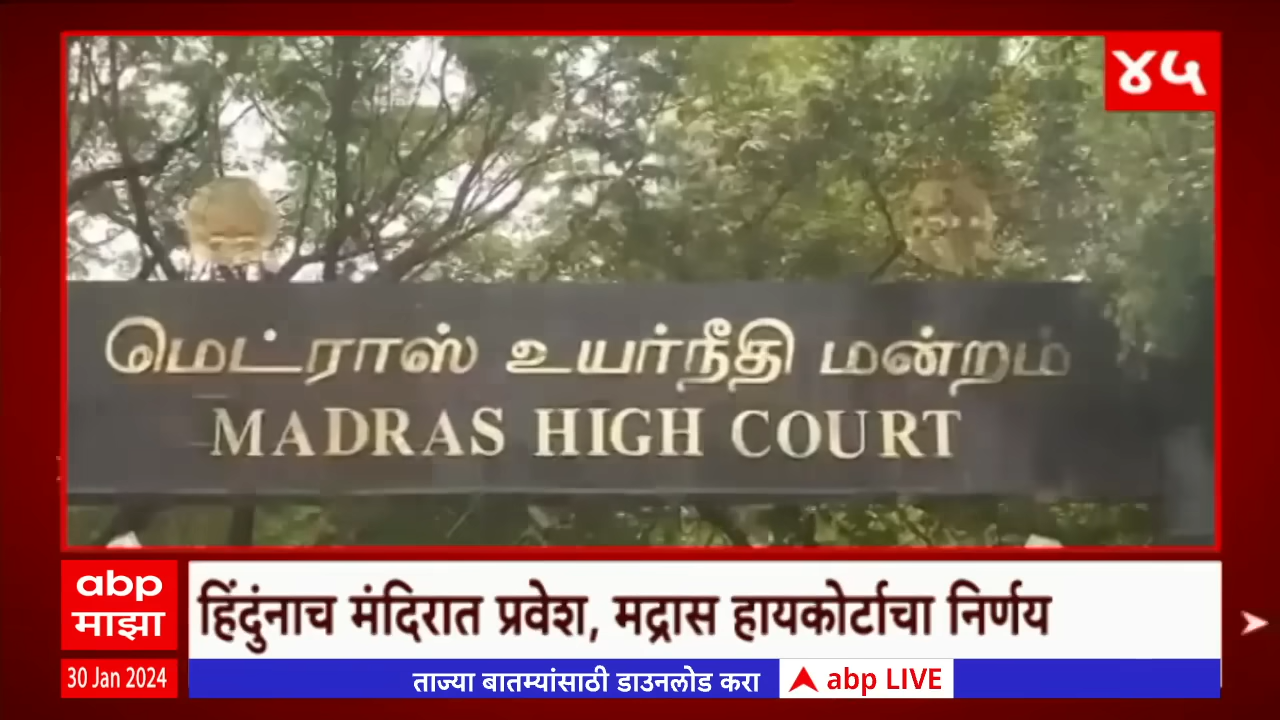 ४५
மெட்ராஸ் உயர்நீதி மன்றம்
MADRAS HIGH COURT
abp
माझा
हिंदुंनाच मंदिरात प्रवेश, मद्रास हायकोर्टाचा निर्णय
30 Jan 2024
ताज्या बातम्यांसाठी डाउनलोड करा abp LIVE